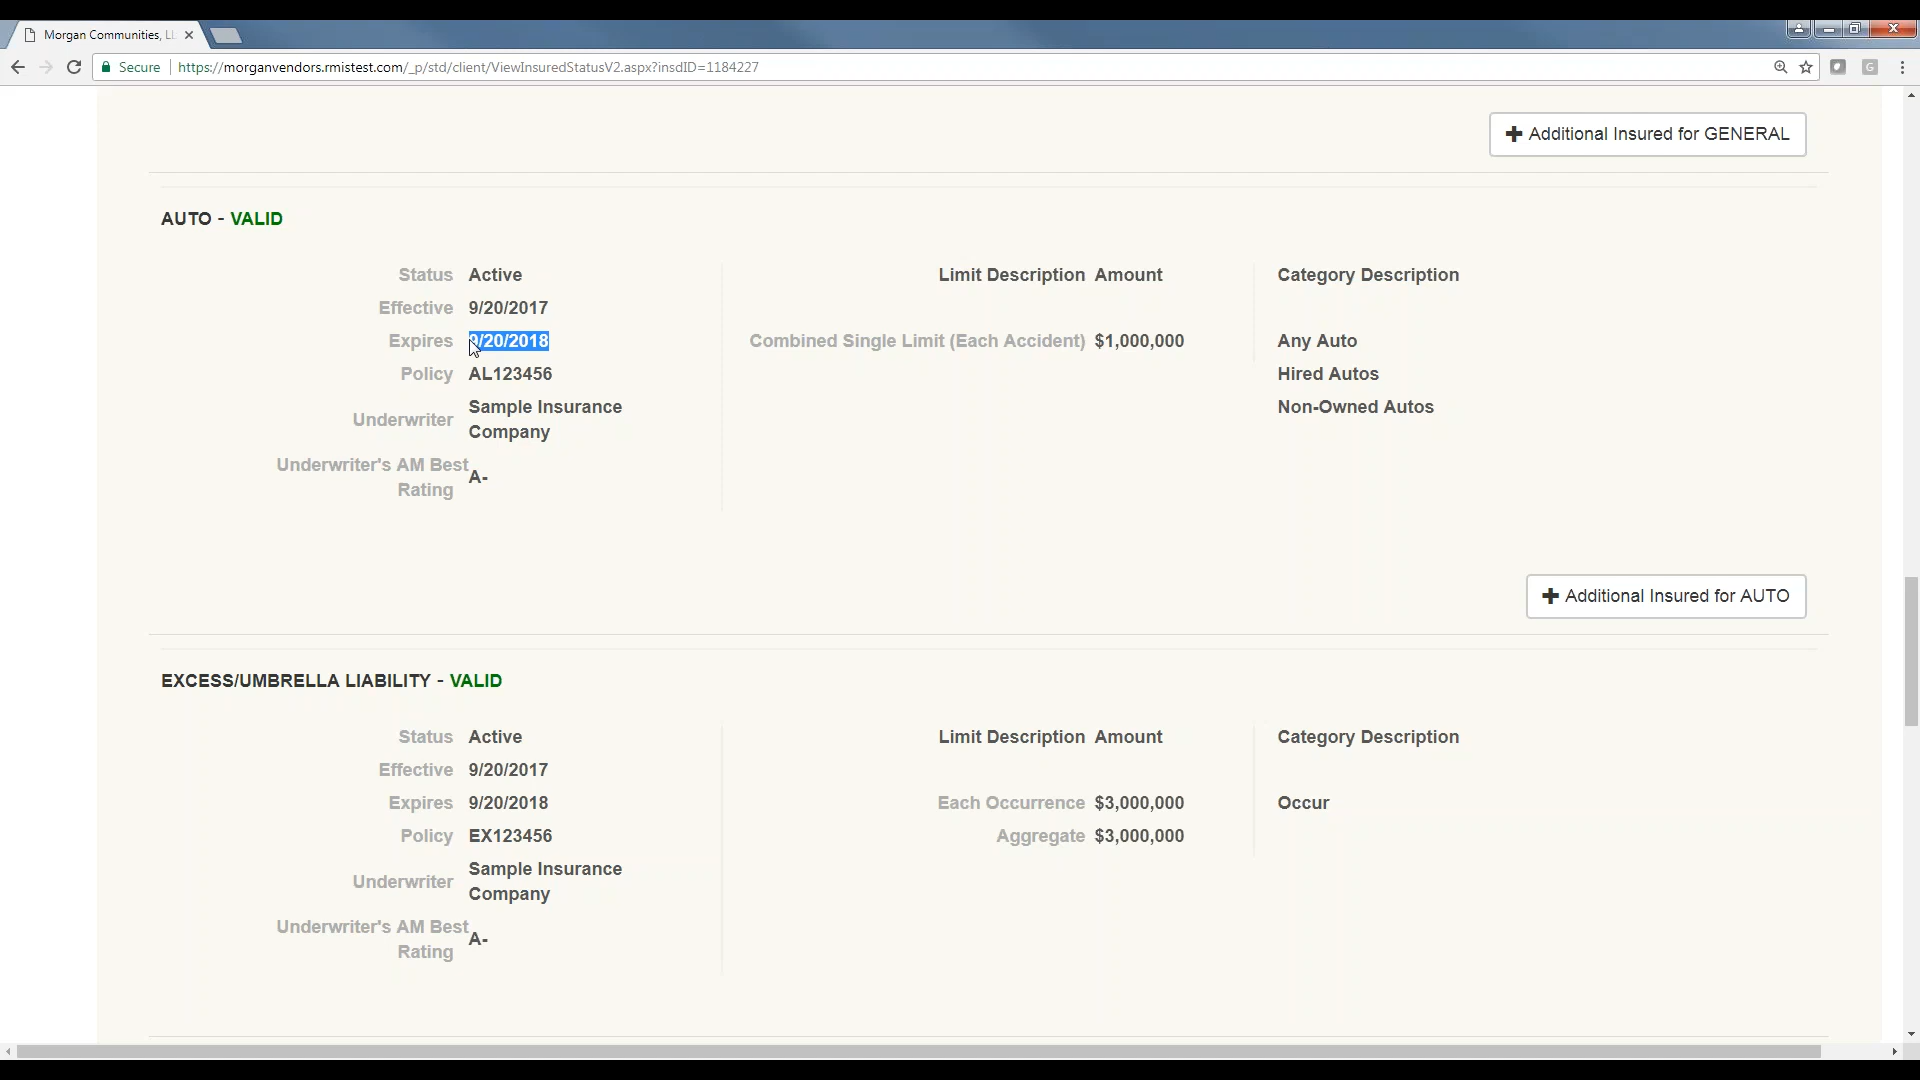 Morgan Communities, LL
Secure https://morganvendors.rmistest.com/_p/std/client/ViewInsuredStatusV2.aspx?insdID=1184227
G
Additional Insured for GENERAL
AUTO - VALID
Status Active
Effective 9/20/2017
Expires 9/20/2018
Policy AL123456
Underwriter Sample Insurance
Company
Underwriter's AM Best
Rating A-
Limit Description Amount
Combined Single Limit (Each Accident) $1,000,000
Category Description
Any Auto
Hired Autos
Non-Owned Autos
Additional Insured for AUTO
EXCESS/UMBRELLA LIABILITY - VALID
Status Active
Effective 9/20/2017
Expires 9/20/2018
Policy EX123456
Underwriter Sample Insurance
Company
Underwriter's AM Best
Rating A-
Limit Description Amount
Each Occurrence $3,000,000
Aggregate $3,000,000
Category Description
Occur